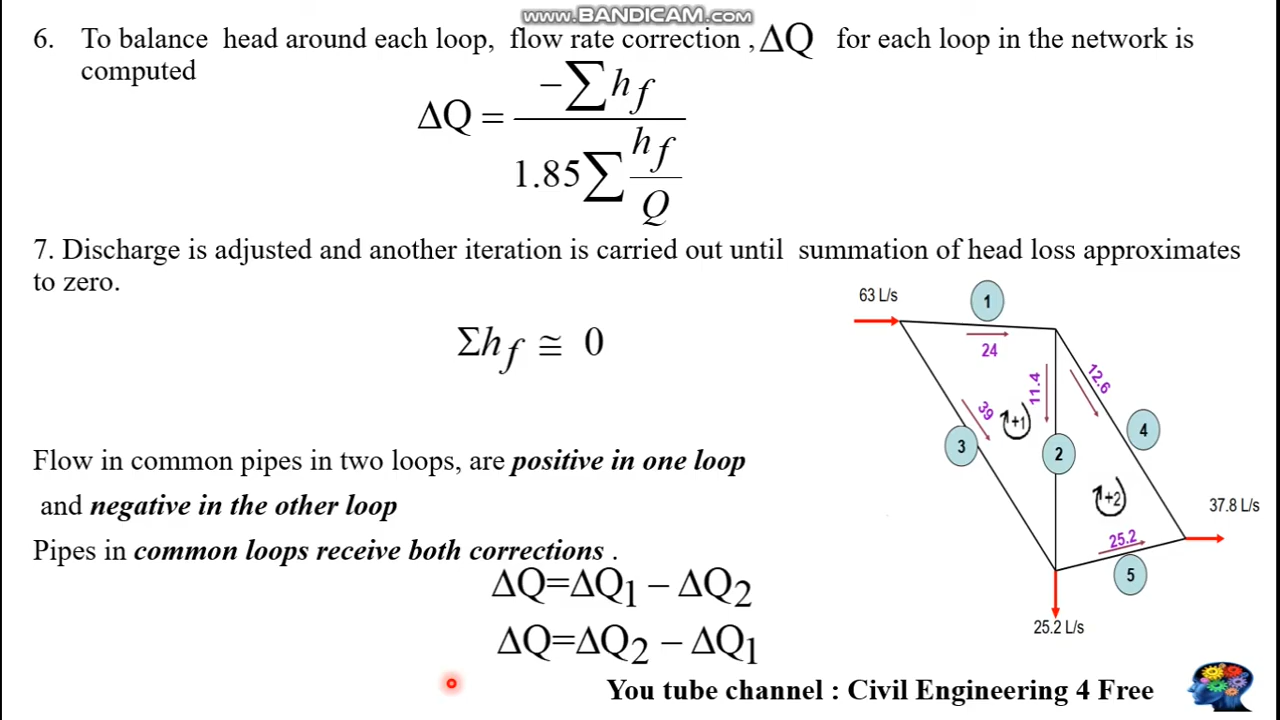 WWW.BANDICAM.COM
6. To balance head around each loop, flow rate correction , ΔQ for each loop in the network is
computed
ΔQ = −∑h_f / (1.85∑ h_f / Q)
7. Discharge is adjusted and another iteration is carried out until summation of head loss approximates
to zero.
Σh_f ≅ 0
Flow in common pipes in two loops, are positive in one loop
and negative in the other loop
Pipes in common loops receive both corrections .
ΔQ=ΔQ₁ − ΔQ₂
ΔQ=ΔQ₂ − ΔQ₁
63 L/s
1
24
11.4
12.6
39
+1
3
2
4
+2
37.8 L/s
25.2
5
25.2 L/s
You tube channel : Civil Engineering 4 Free